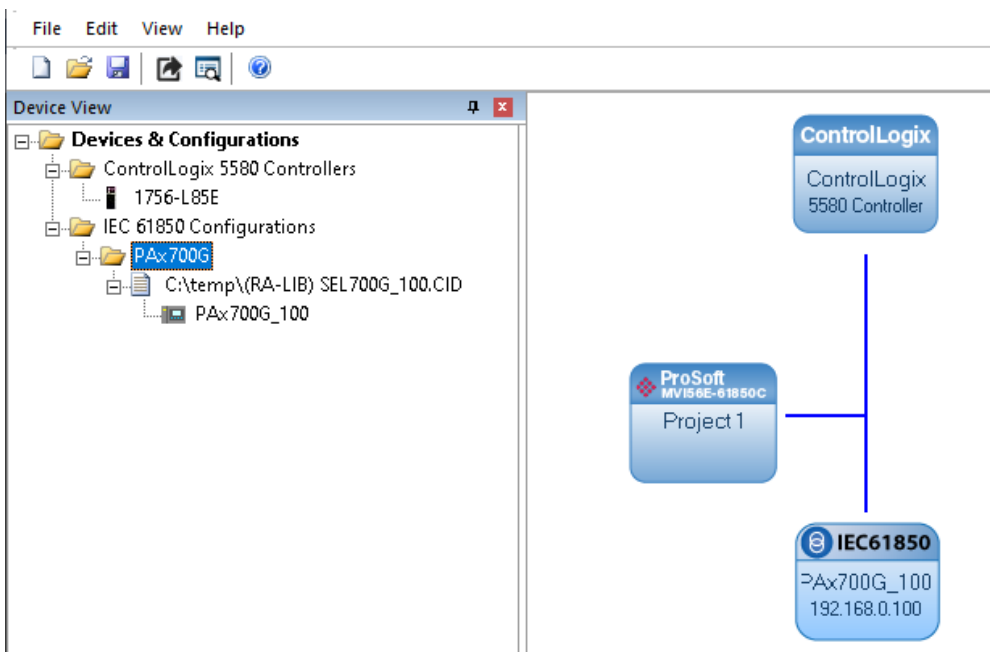 File Edit View Help
Device View
Devices & Configurations
ControlLogix 5580 Controllers
1756-L85E
IEC 61850 Configurations
PAx700G
C:\temp\(RA-LIB) SEL700G_100.CID
PAx700G_100
ControlLogix
ControlLogix
5580 Controller
ProSoft
MVI56E-61850C
Project 1
IEC61850
PAx700G_100
192.168.0.100